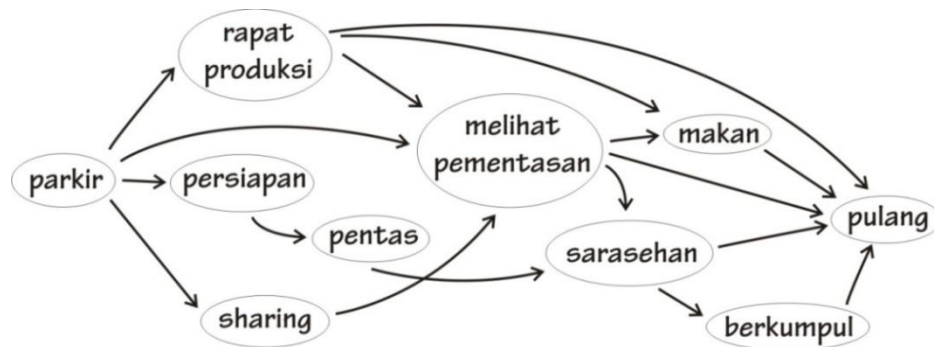 rapat
produksi
melihat
pementasan
makan
parkir
persiapan
pentas
pulang
sarasehan
sharing
berkumpul